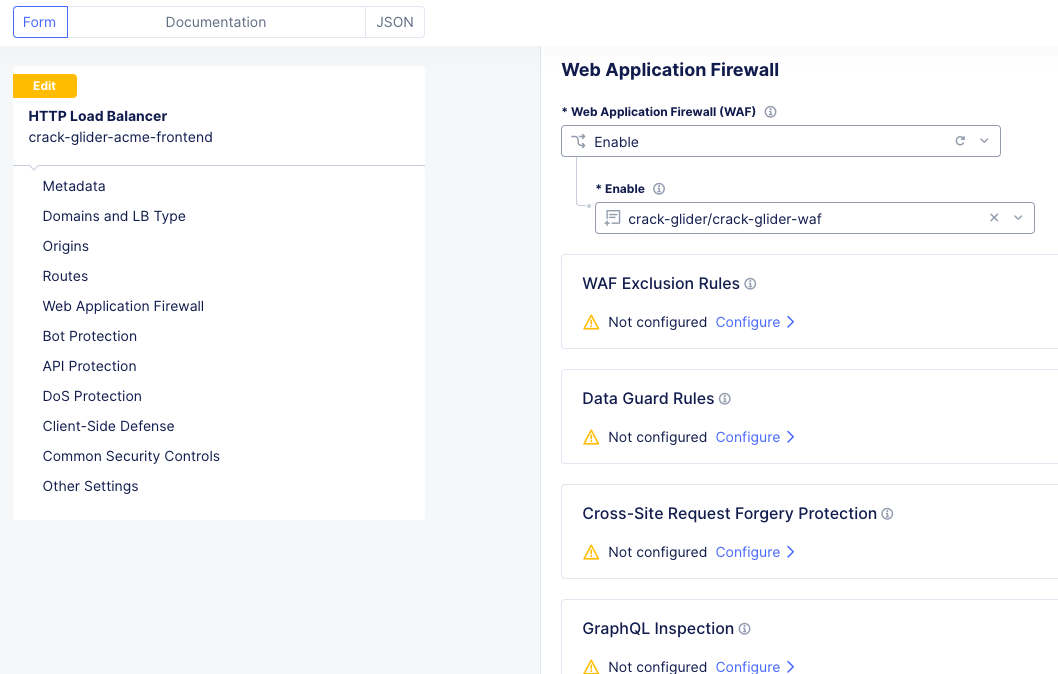 Form
Documentation
JSON
Edit
HTTP Load Balancer
crack-glider-acme-frontend
Metadata
Domains and LB Type
Origins
Routes
Web Application Firewall
Bot Protection
API Protection
DoS Protection
Client-Side Defense
Common Security Controls
Other Settings
Web Application Firewall
* Web Application Firewall (WAF)
Enable
* Enable
crack-glider/crack-glider-waf
WAF Exclusion Rules
Not configured Configure
Data Guard Rules
Not configured Configure
Cross-Site Request Forgery Protection
Not configured Configure
GraphQL Inspection
Not configured Configure